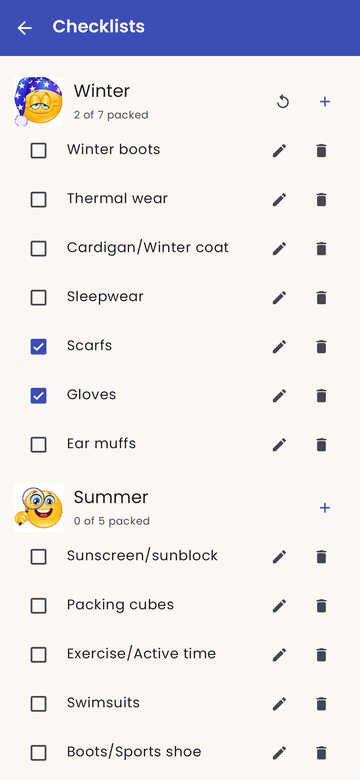 Checklists
Winter
2 of 7 packed
Winter boots
Thermal wear
Cardigan/Winter coat
Sleepwear
Scarfs
Gloves
Ear muffs
Summer
0 of 5 packed
Sunscreen/sunblock
Packing cubes
Exercise/Active time
Swimsuits
Boots/Sports shoe